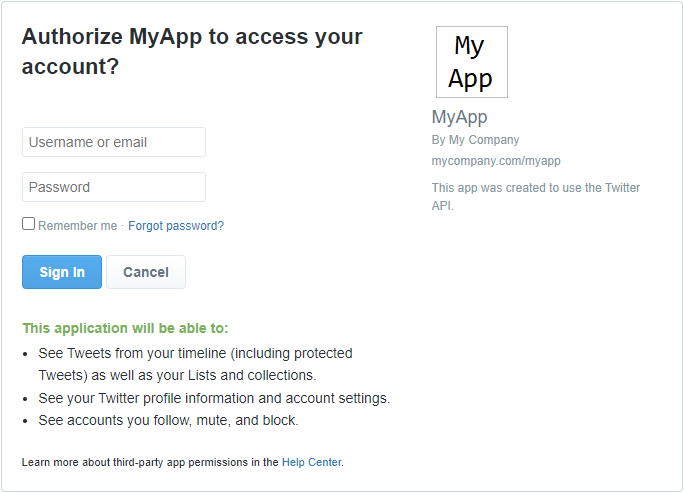 Authorize MyApp to access your
account?
Username or email
Password
Remember me · Forgot password?
Sign In
Cancel
This application will be able to:
• See Tweets from your timeline (including protected
Tweets) as well as your Lists and collections.
• See your Twitter profile information and account settings.
• See accounts you follow, mute, and block.
Learn more about third-party app permissions in the Help Center.
My
App
MyApp
By My Company
mycompany.com/myapp
This app was created to use the Twitter
API.